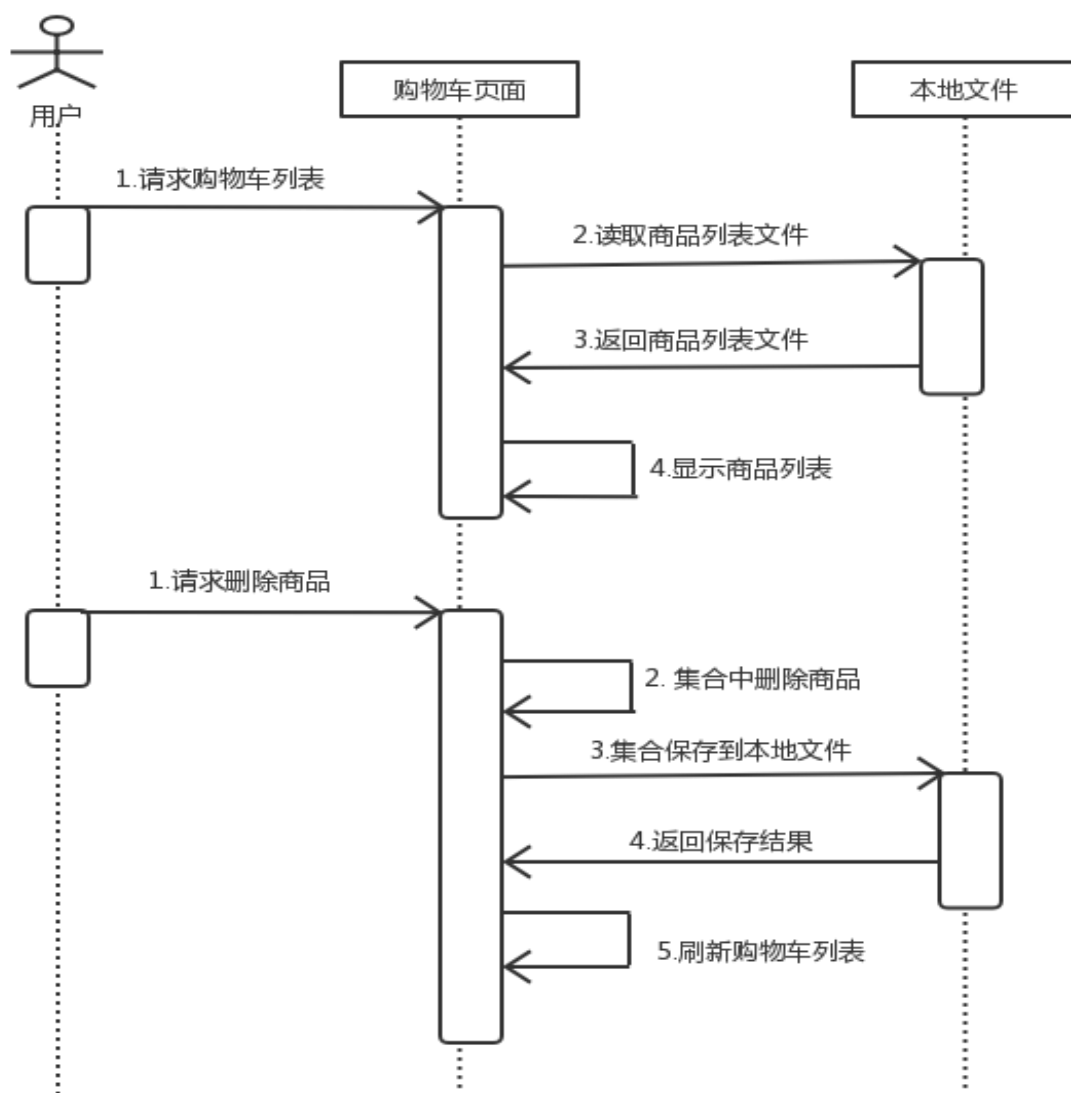 用户
购物车页面
本地文件
1.请求购物车列表
2.读取商品列表文件
3.返回商品列表文件
4.显示商品列表
1.请求删除商品
2. 集合中删除商品
3.集合保存到本地文件
4.返回保存结果
5.刷新购物车列表